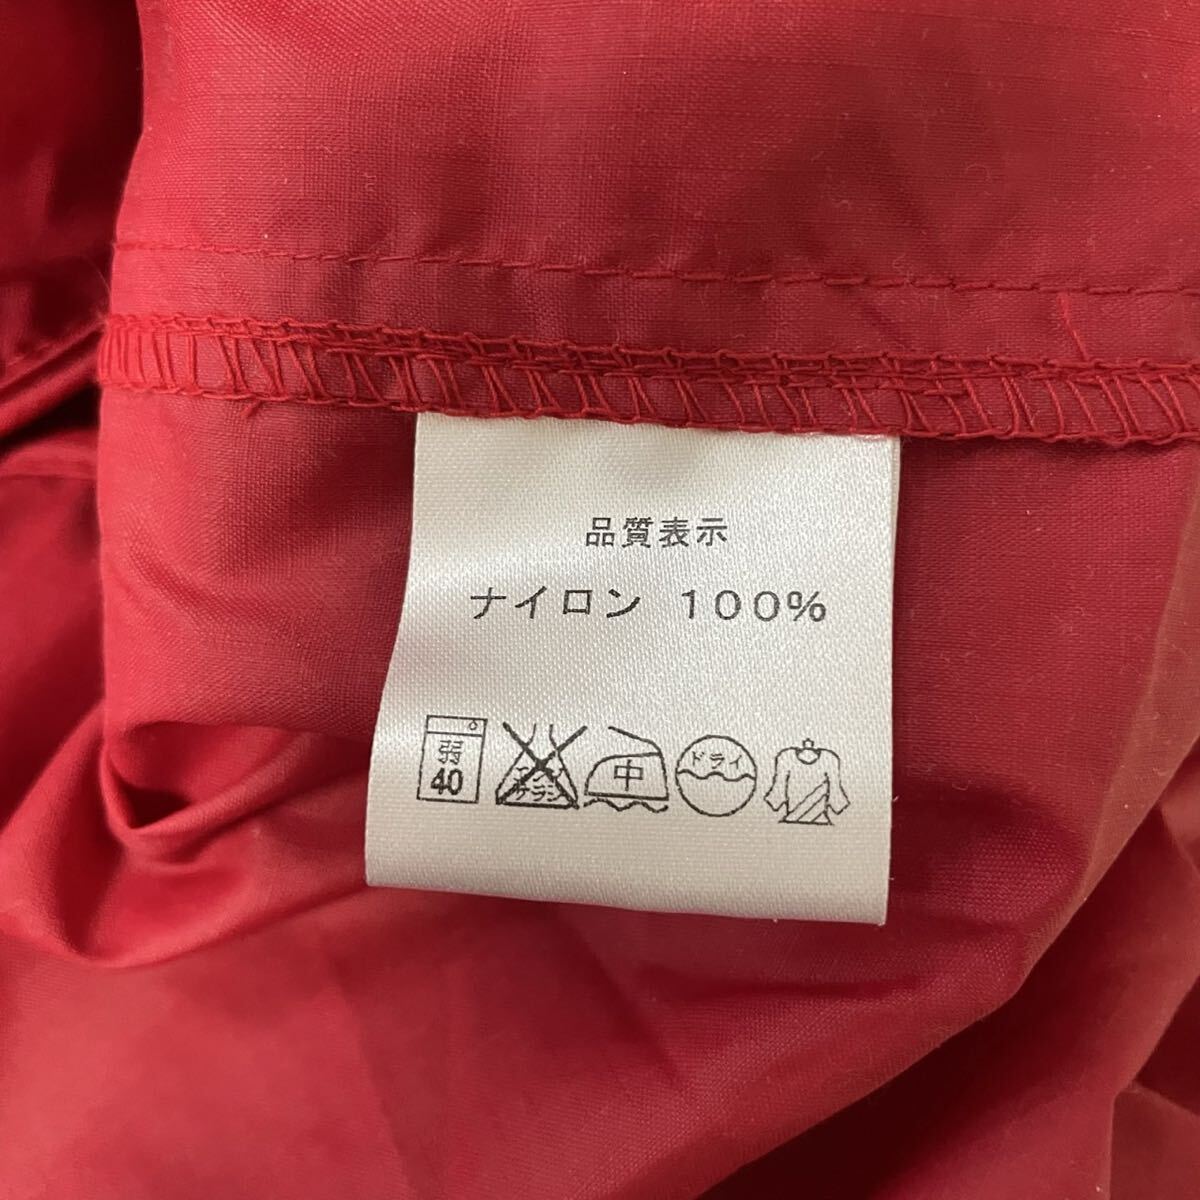 品質表示
ナイロン 100%
弱 40 エンソサラシ 中 ドライ